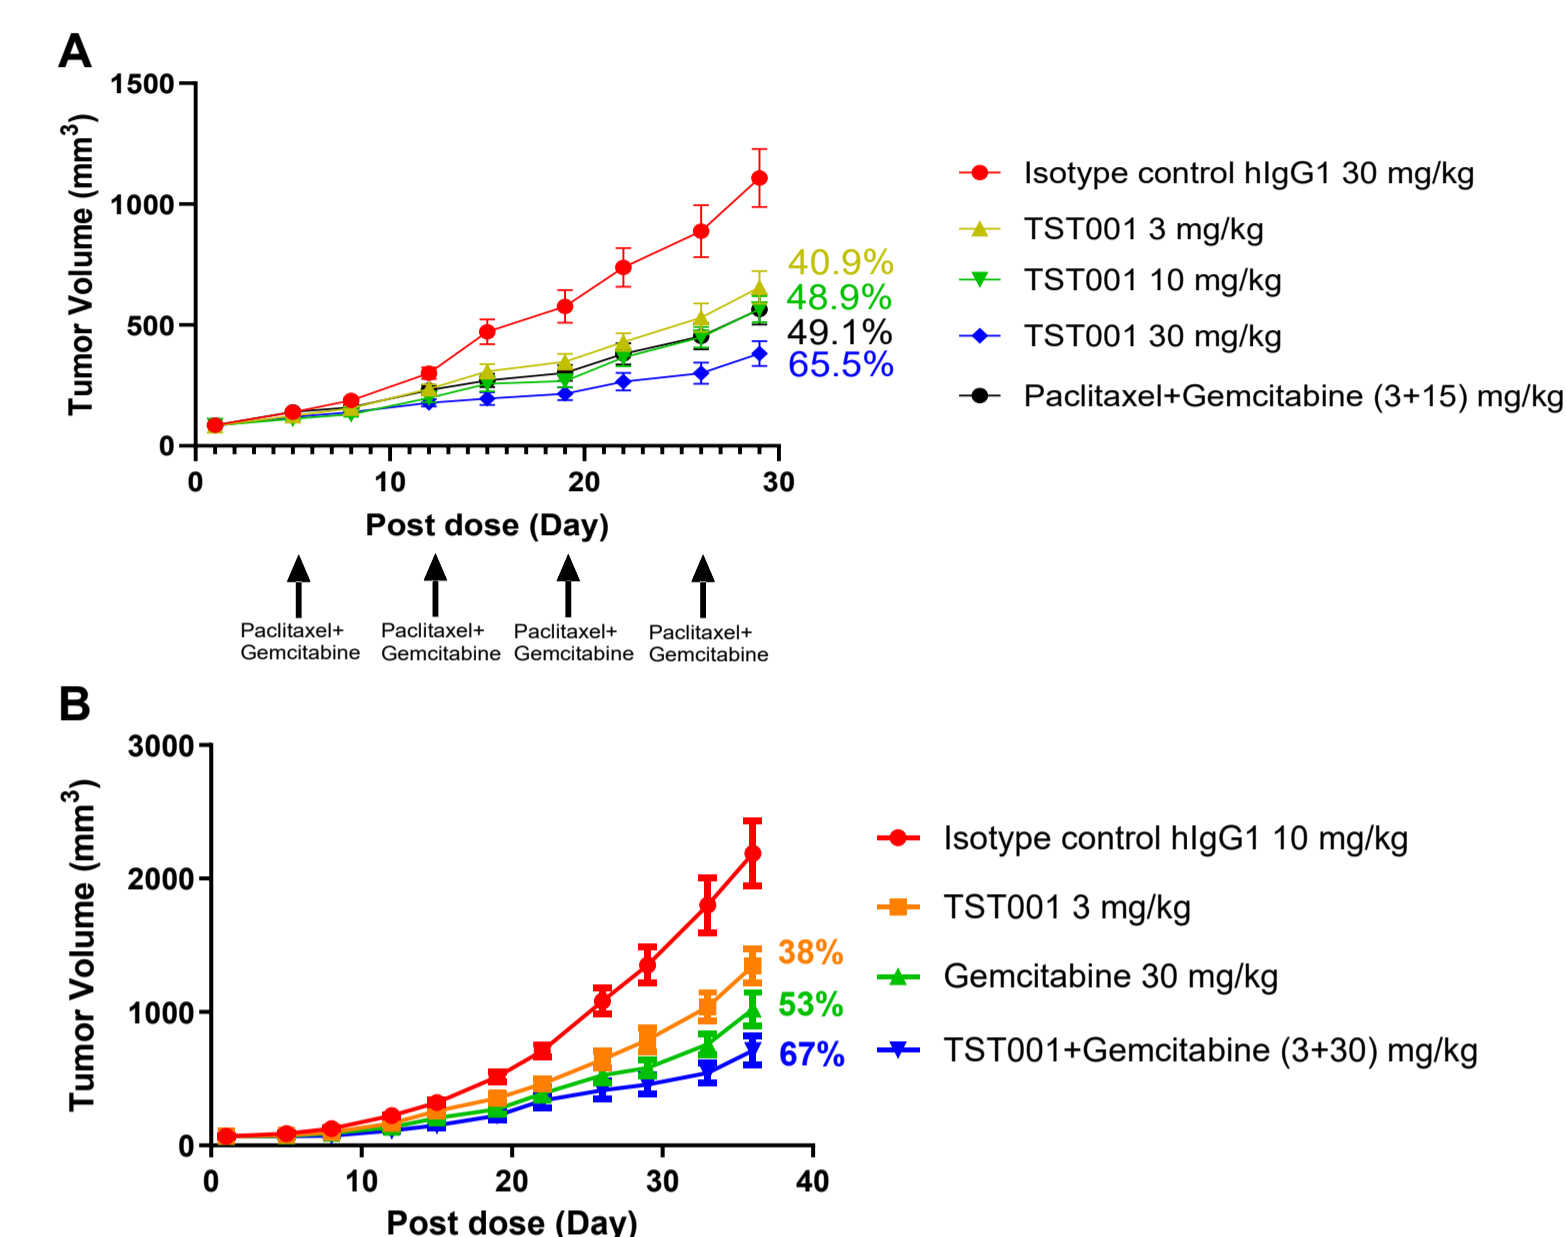 A
Tumor Volume (mm³)
1500
1000
500
0
0 10 20 30
Post dose (Day)
40.9%
48.9%
49.1%
65.5%
Isotype control hIgG1 30 mg/kg
TST001 3 mg/kg
TST001 10 mg/kg
TST001 30 mg/kg
Paclitaxel+Gemcitabine (3+15) mg/kg
Paclitaxel+
Gemcitabine
Paclitaxel+
Gemcitabine
Paclitaxel+
Gemcitabine
Paclitaxel+
Gemcitabine
B
Tumor Volume (mm³)
3000
2000
1000
0
0 10 20 30 40
Post dose (Day)
38%
53%
67%
Isotype control hIgG1 10 mg/kg
TST001 3 mg/kg
Gemcitabine 30 mg/kg
TST001+Gemcitabine (3+30) mg/kg